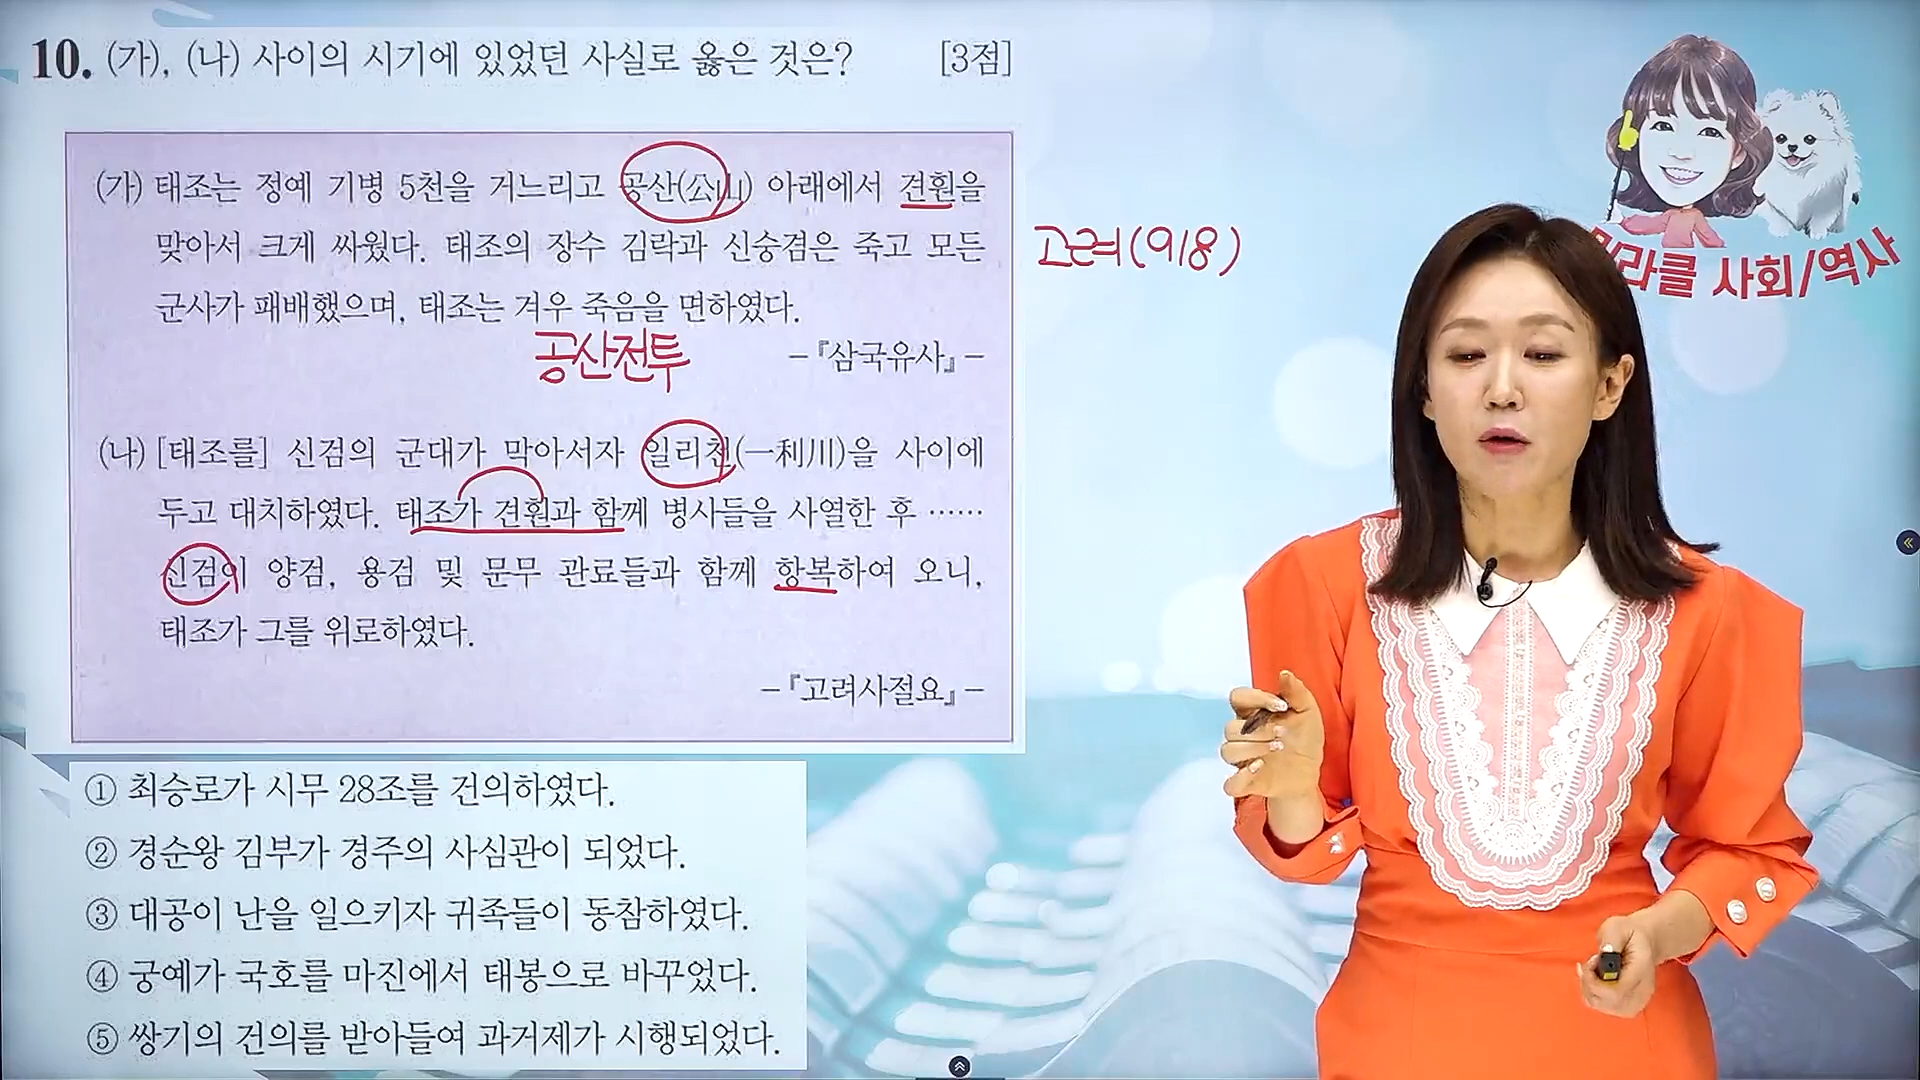 10. (가), (나) 사이의 시기에 있었던 사실로 옳은 것은? [3점]
(가) 태조는 정예 기병 5천을 거느리고 공산(公山) 아래에서 견훤을
맞아서 크게 싸웠다. 태조의 장수 김락과 신숭겸은 죽고 모든
군사가 패배했으며, 태조는 겨우 죽음을 면하였다.
공산전투
-『삼국유사』-
고려(918)
(나) [태조를] 신검의 군대가 막아서자 일리천(一利川)을 사이에
두고 대치하였다. 태조가 견훤과 함께 병사들을 사열한 후 ……
신검이 양검, 용검 및 문무 관료들과 함께 항복하여 오니,
태조가 그를 위로하였다.
-『고려사절요』-
① 최승로가 시무 28조를 건의하였다.
② 경순왕 김부가 경주의 사심관이 되었다.
③ 대공이 난을 일으키자 귀족들이 동참하였다.
④ 궁예가 국호를 마진에서 태봉으로 바꾸었다.
⑤ 쌍기의 건의를 받아들여 과거제가 시행되었다.
라클 사회/역사